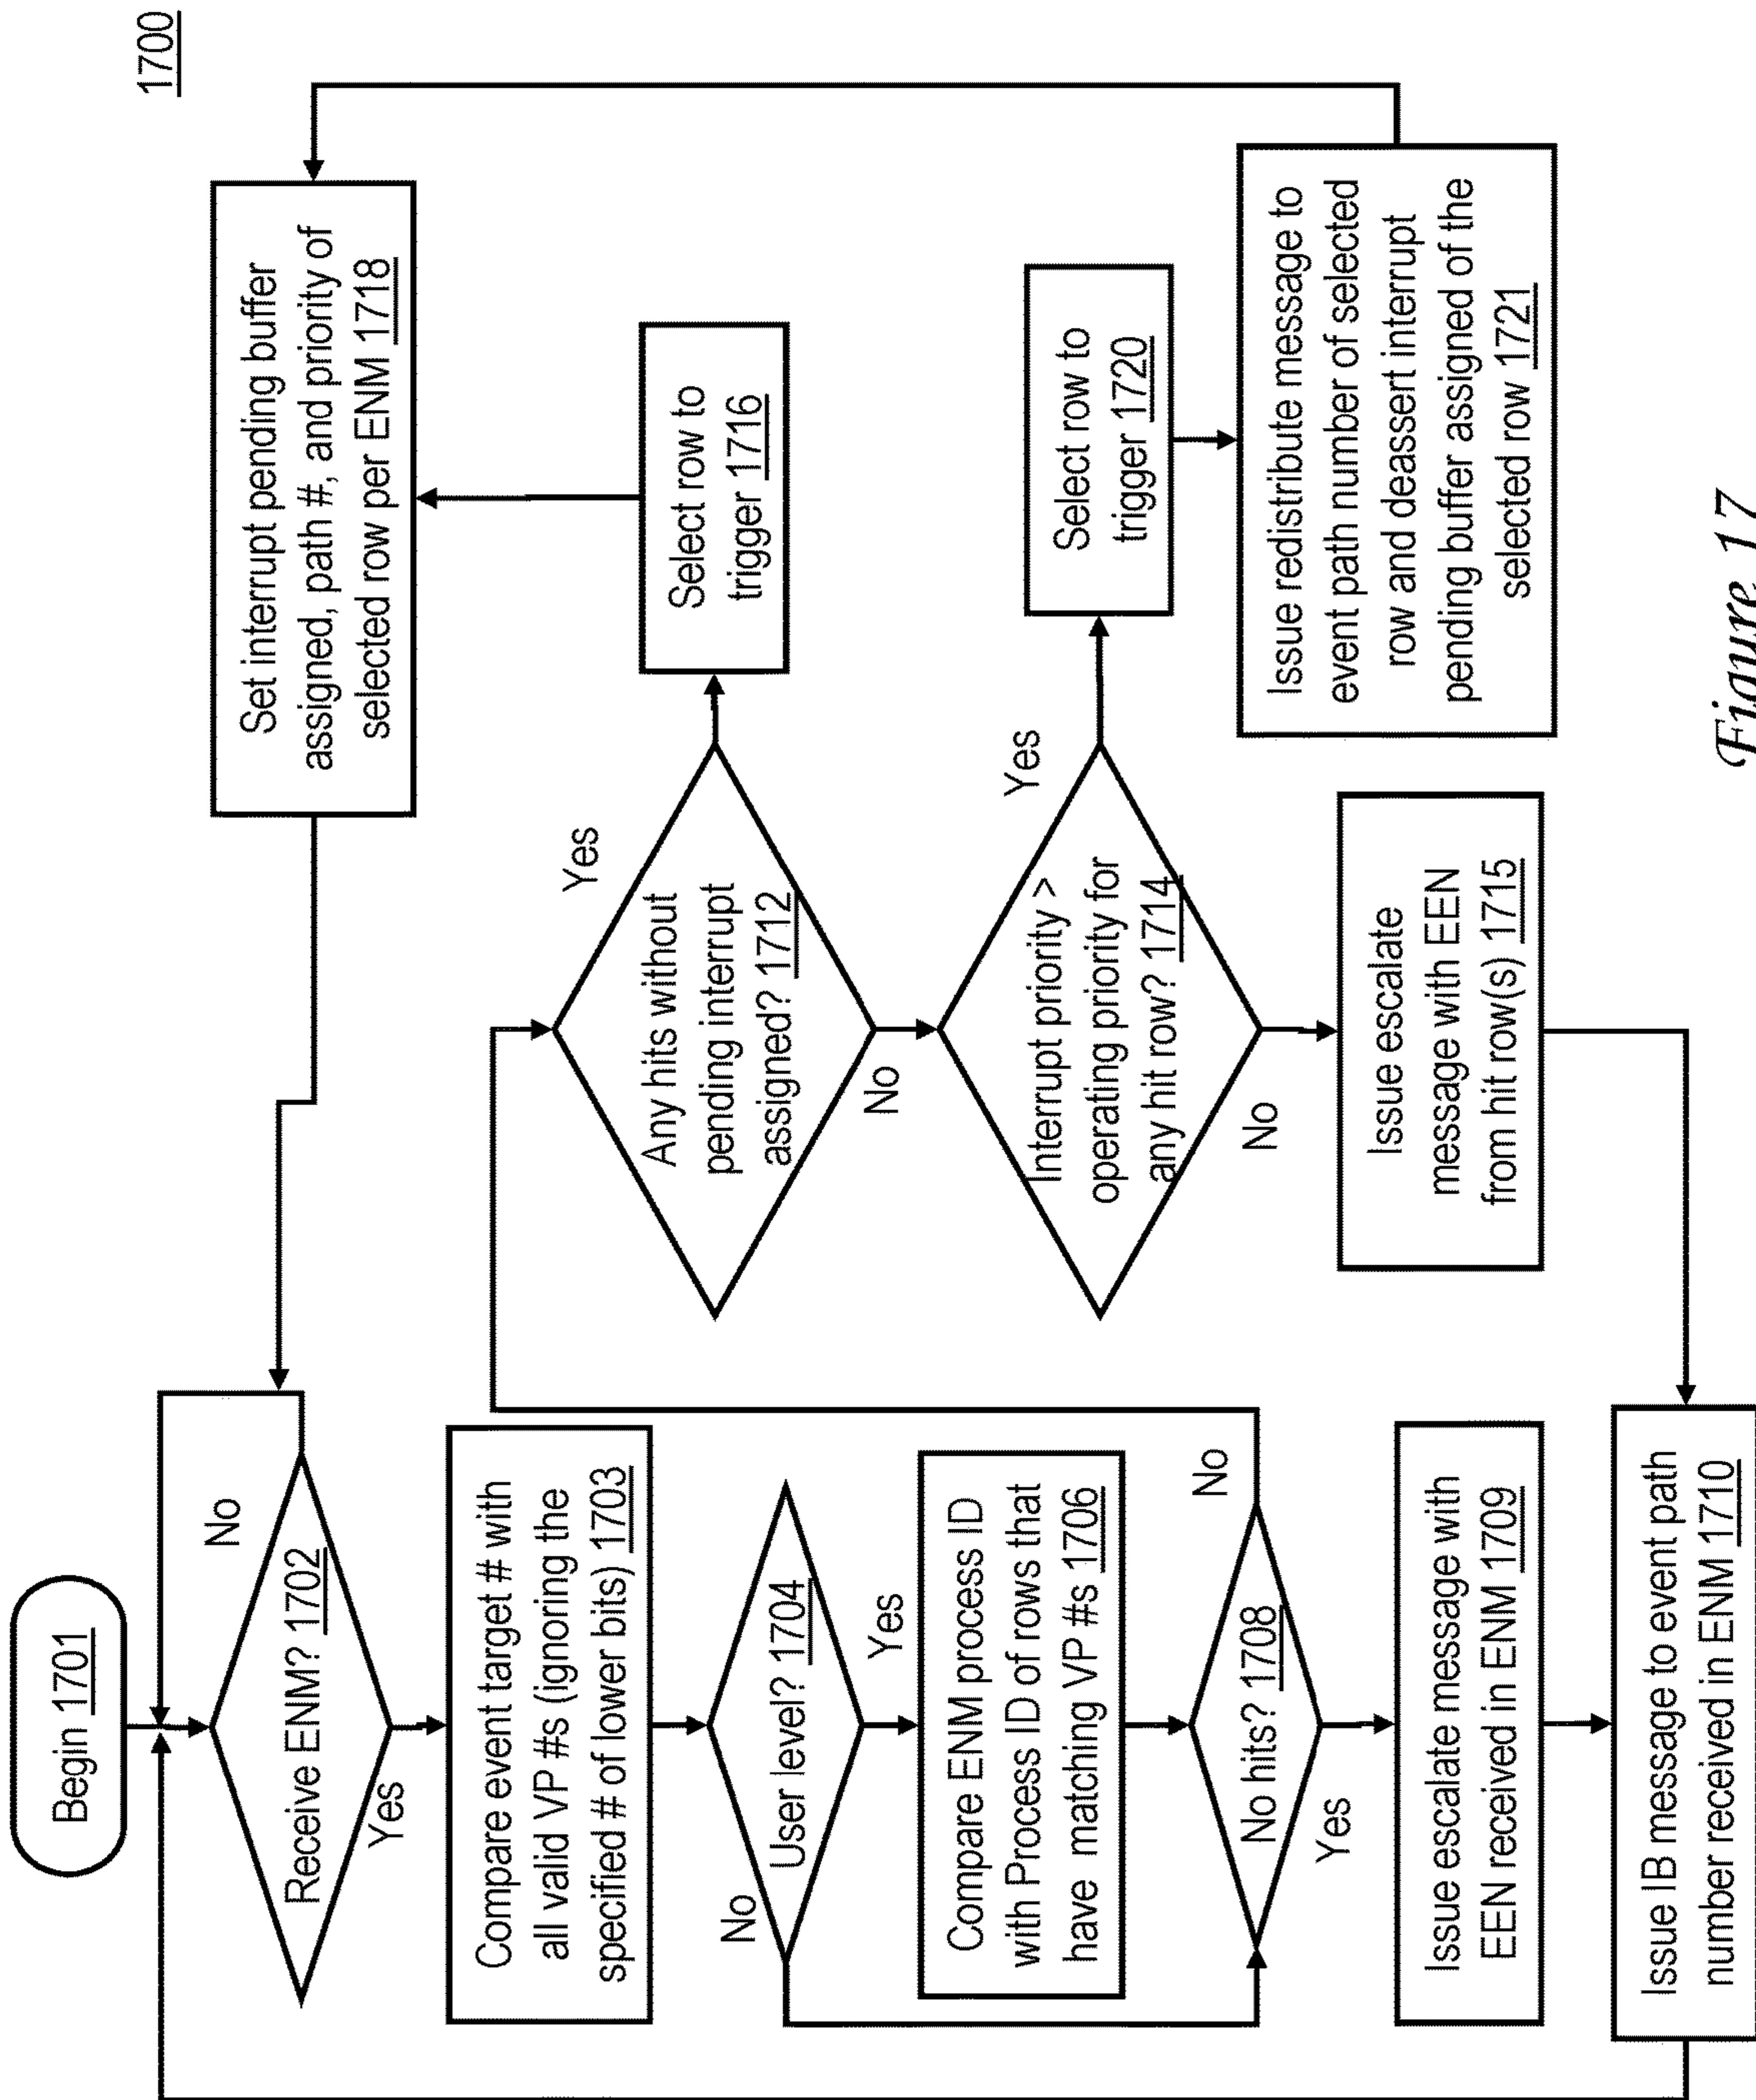 1700
Begin 1701
Receive ENM? 1702
No
Yes
Compare event target # with
all valid VP #s (ignoring the
specified # of lower bits) 1703
User level? 1704
No
Yes
Compare ENM process ID
with Process ID of rows that
have matching VP #s 1706
No hits? 1708
No
Yes
Issue escalate message with
EEN received in ENM 1709
Issue IB message to event path
number received in ENM 1710
Any hits without
pending interrupt
assigned? 1712
Yes
No
Interrupt priority >
operating priority for
any hit row? 1714
Yes
No
Issue escalate
message with EEN
from hit row(s) 1715
Select row to
trigger 1716
Set interrupt pending buffer
assigned, path #, and priority of
selected row per ENM 1718
Select row to
trigger 1720
Issue redistribute message to
event path number of selected
row and deassert interrupt
pending buffer assigned of the
selected row 1721
Figure 17